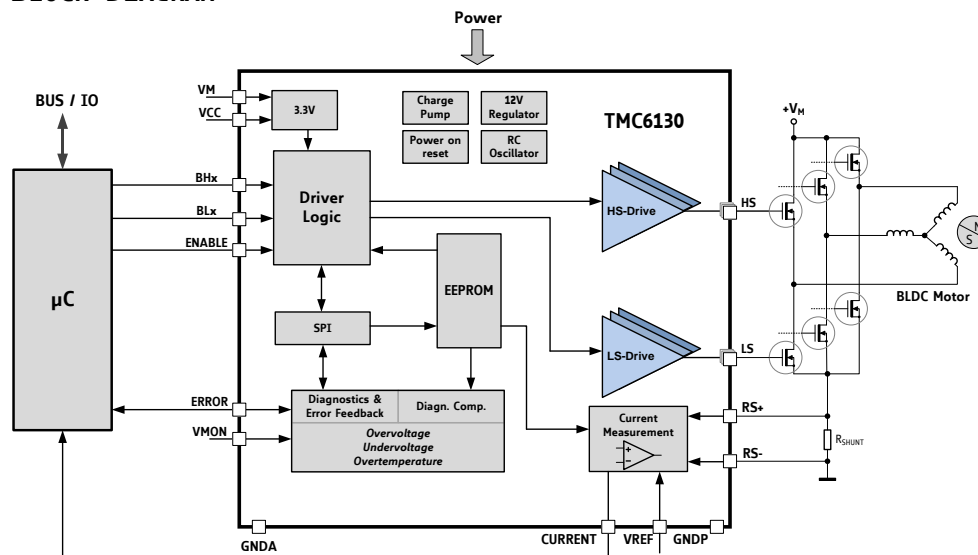 Power
BUS / IO
VM
VCC
3.3V
Charge
Pump
12V
Regulator
Power on
reset
RC
Oscillator
TMC6130
+VM
µC
BHx
BLx
ENABLE
Driver
Logic
HS-Drive
HS
N
S
BLDC Motor
EEPROM
SPI
LS-Drive
LS
ERROR
VMON
Diagnostics &
Error Feedback
Diagn. Comp.
Overvoltage
Undervoltage
Overtemperature
Current
Measurement
+
−
RS+
RS-
RSHUNT
GNDA
CURRENT
VREF
GNDP